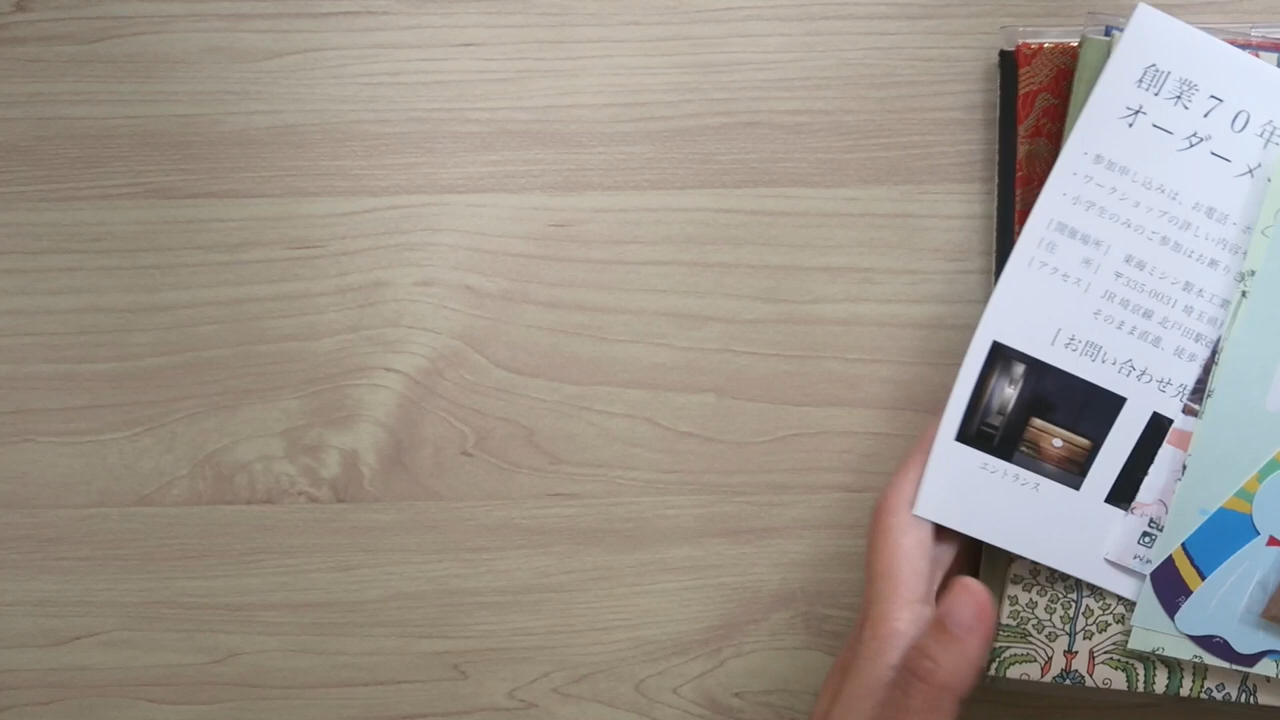 創業70年
オーダーメ
・参加申し込みは、お電話・ホ
・ワークショップの詳しい内容
・小学生のみのご参加はお断り
[開催場所] 東海ミシン製本工業
[住 所] 〒335-0031 埼玉県
[アクセス] JR 埼京線 北戸田駅
そのまま直進、徒歩
[お問い合わせ先
エントランス